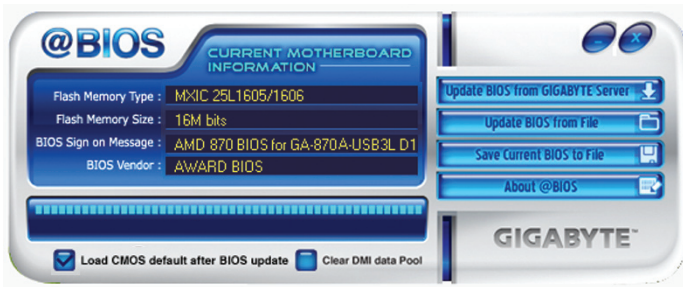 @BIOS
CURRENT MOTHERBOARD
INFORMATION
Flash Memory Type : MXIC 25L1605/1606
Flash Memory Size : 16M bits
BIOS Sign on Message : AMD 870 BIOS for GA-870A-USB3L D1
BIOS Vendor : AWARD BIOS
Load CMOS default after BIOS update
Clear DMI data Pool
Update BIOS from GIGABYTE Server
Update BIOS from File
Save Current BIOS to File
About @BIOS
GIGABYTE™